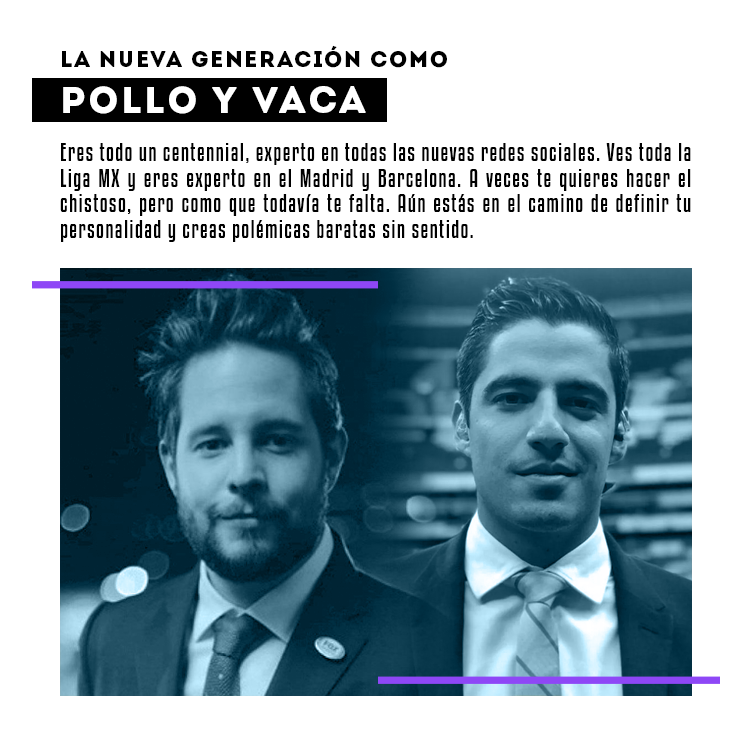 LA NUEVA GENERACIÓN COMO
POLLO Y VACA
Eres todo un centennial, experto en todas las nuevas redes sociales. Ves toda la
Liga MX y eres experto en el Madrid y Barcelona. A veces te quieres hacer el
chistoso, pero como que todavía te falta. Aún estás en el camino de definir tu
personalidad y creas polémicas baratas sin sentido.
FOX